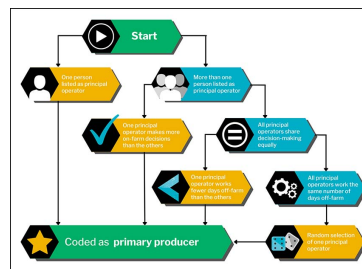 Start
One person
listed as principal
operator
More than one
person listed as
principal operator
One principal
operator makes more
on-farm decisions
than the others
All principal
operators share
decision-making
equally
One principal
operator works
fewer days off-farm
than the others
All principal
operators work the
same number of
days off-farm
Coded as primary producer
Random selection
of one principal
operator